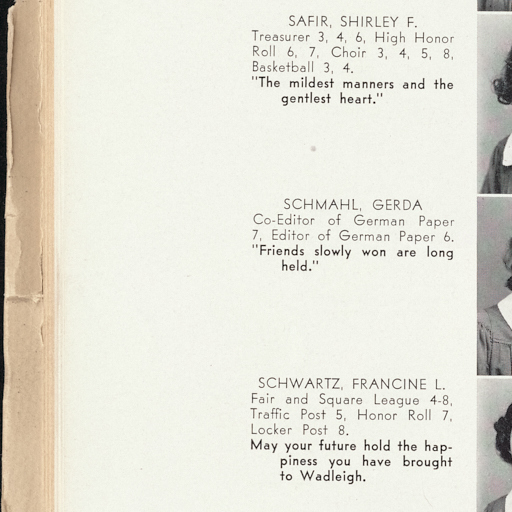 SAFIR, SHIRLEY F.
Treasurer 3, 4, 6, High Honor
Roll 6, 7, Choir 3, 4, 5, 8,
Basketball 3, 4.
"The mildest manners and the
gentlest heart."
SCHMAHL, GERDA
Co-Editor of German Paper
7, Editor of German Paper 6.
"Friends slowly won are long
held."
SCHWARTZ, FRANCINE L.
Fair and Square League 4-8,
Traffic Post 5, Honor Roll 7,
Locker Post 8.
May your future hold the hap-
piness you have brought
to Wadleigh.